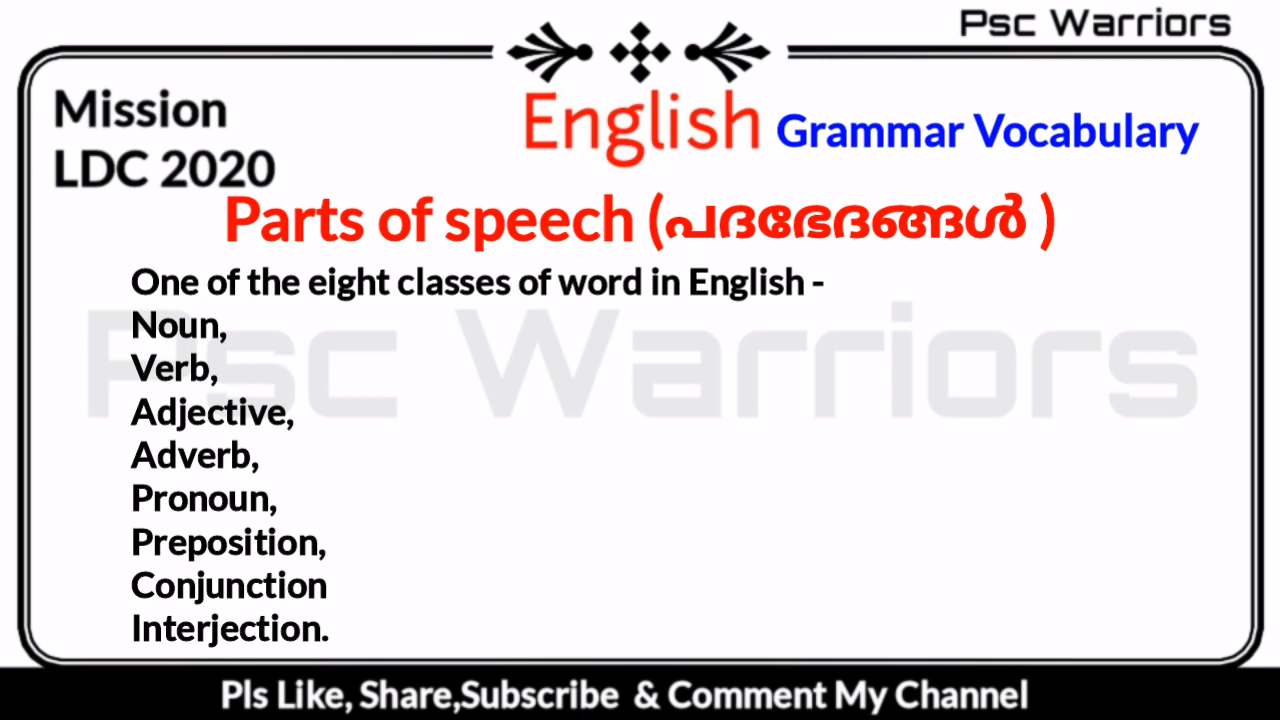 Psc Warriors
Mission
LDC 2020
English Grammar Vocabulary
Parts of speech (പദഭേദങ്ങൾ )
One of the eight classes of word in English -
Noun,
Verb,
Adjective,
Adverb,
Pronoun,
Preposition,
Conjunction
Interjection.
Psc Warriors
Pls Like, Share,Subscribe & Comment My Channel